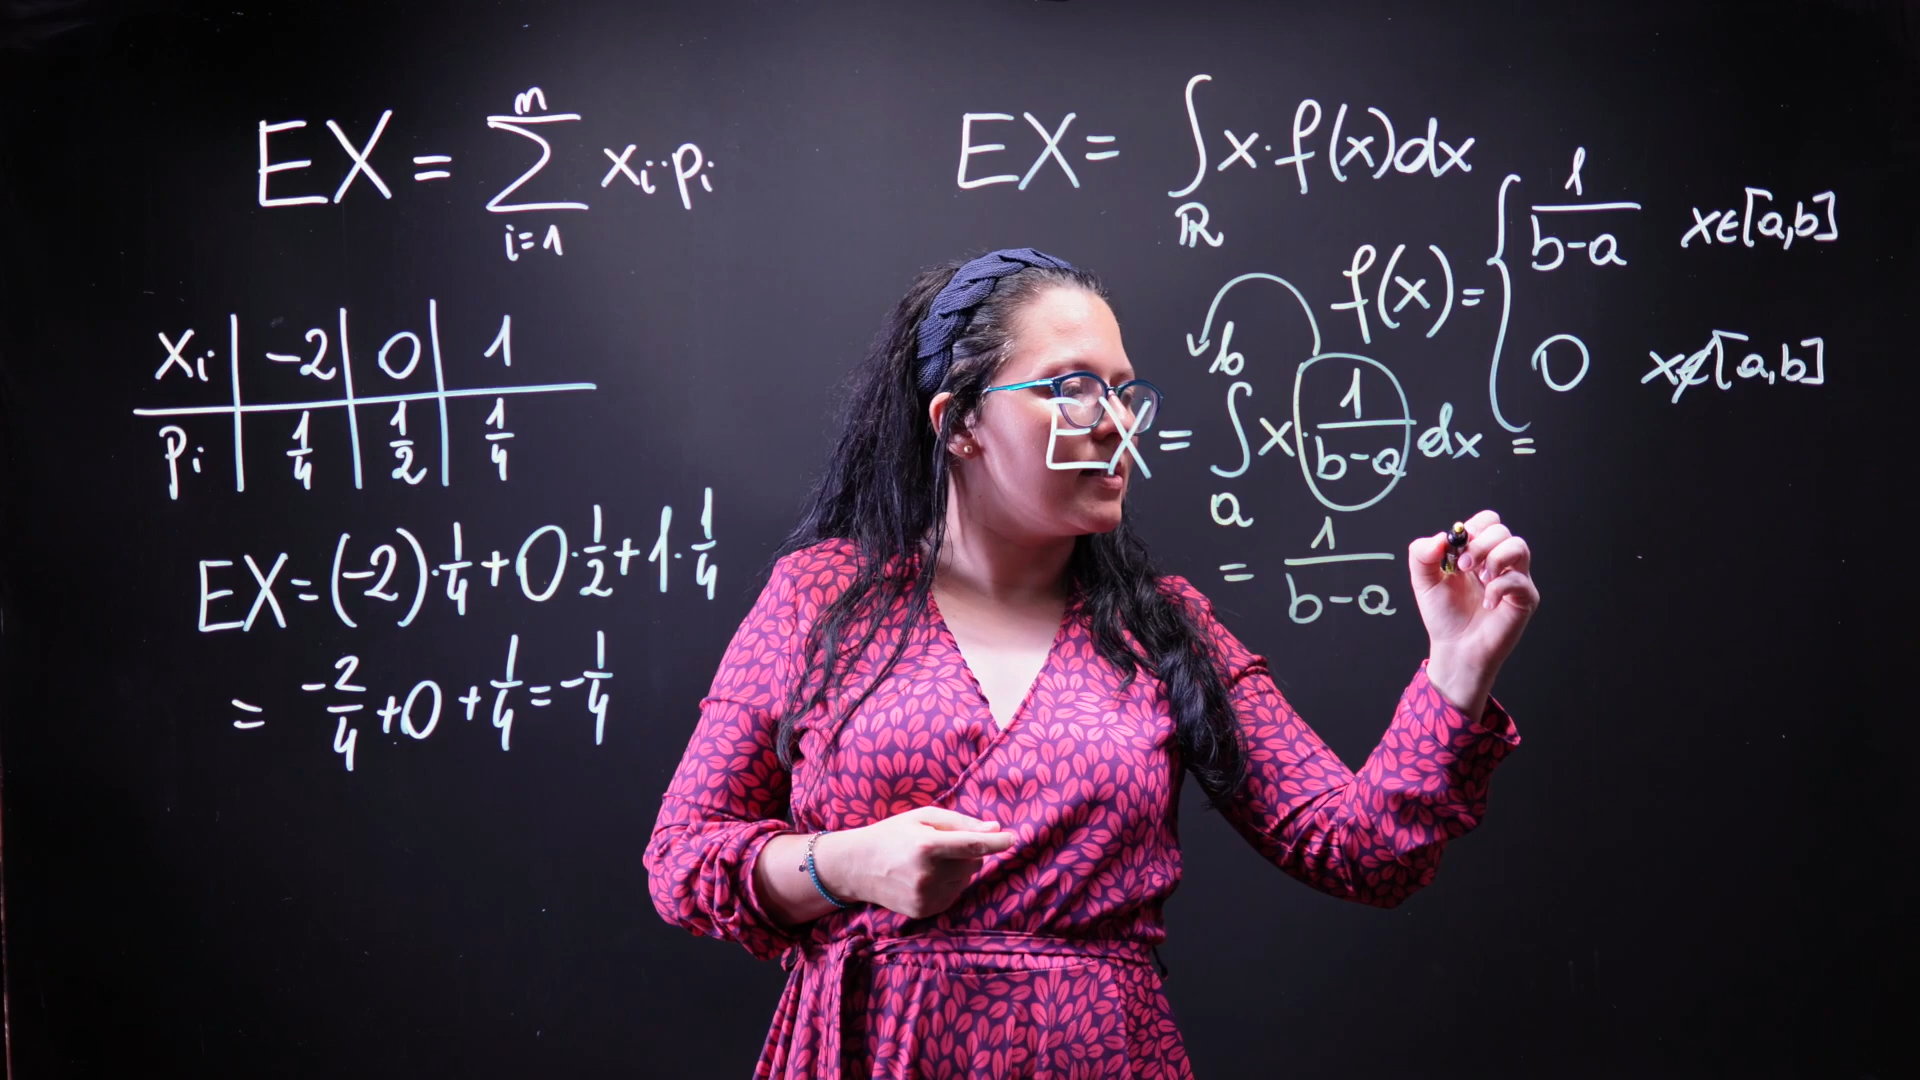 EX = ∑_{i=1}^{n} xᵢ·pᵢ
xᵢ | -2 | 0 | 1
pᵢ | 1/4 | 1/2 | 1/4
EX = (-2)·1/4 + 0·1/2 + 1·1/4
= -2/4 + 0 + 1/4 = -1/4
EX = ∫_ℝ x·f(x)dx
f(x) = { 1/(b-a) x∈[a,b]
0 x∉[a,b]
EX = ∫_a^b x·1/(b-a) dx =
= 1/(b-a)